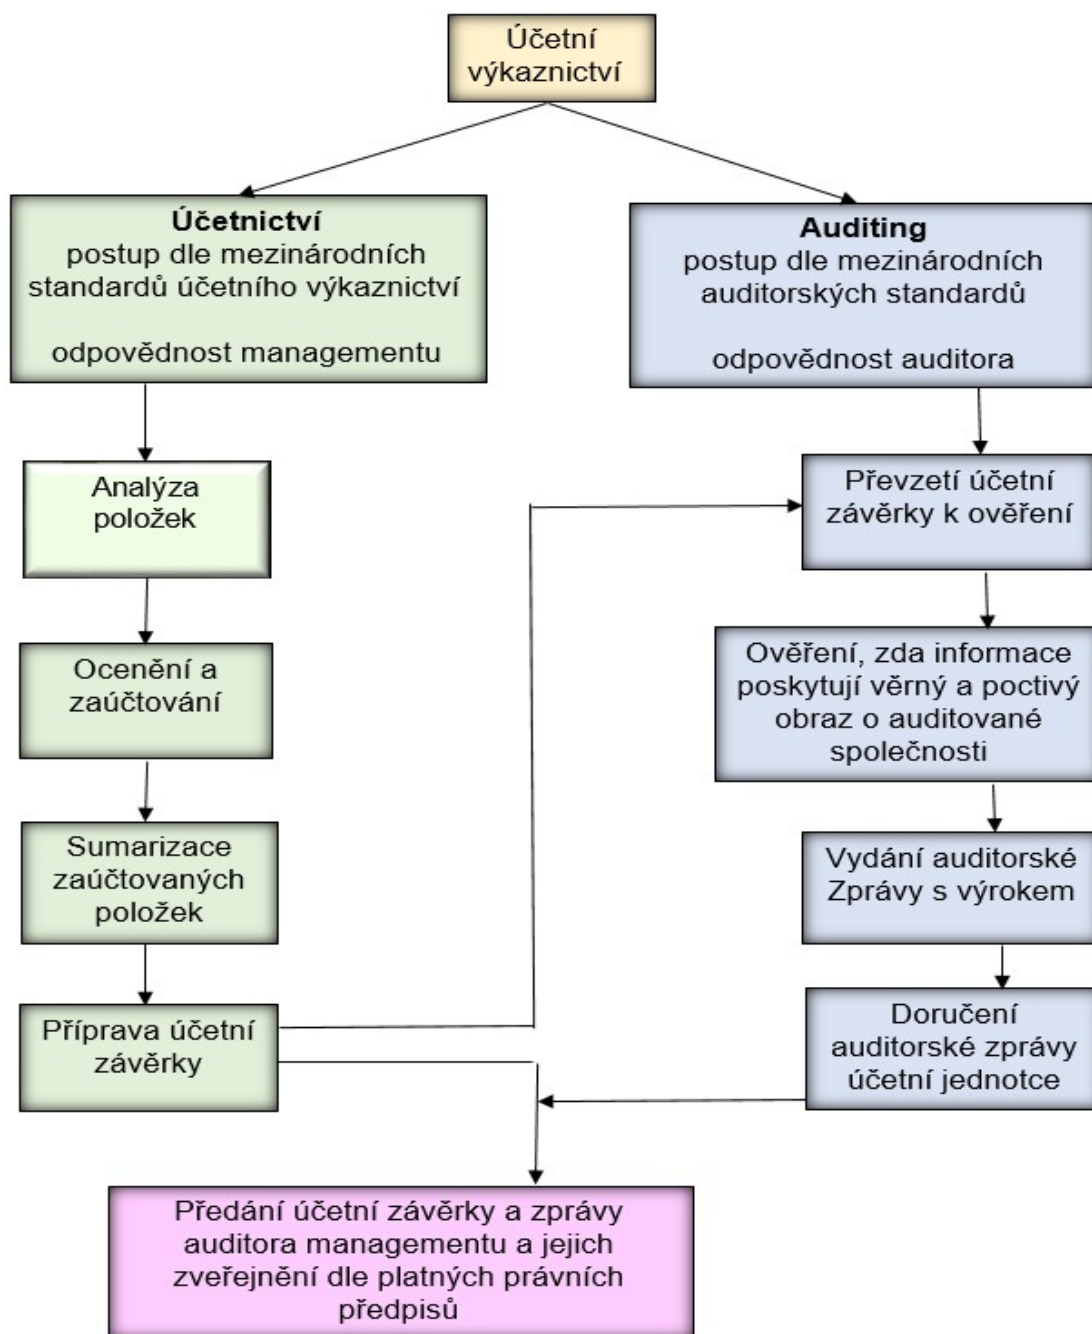 Účetní
výkaznictví
Účetnictví
postup dle mezinárodních
standardů účetního výkaznictví
odpovědnost managementu
Auditing
postup dle mezinárodních
auditorských standardů
odpovědnost auditora
Analýza
položek
Ocenění a
zaúčtování
Sumarizace
zaúčtovaných
položek
Příprava účetní
závěrky
Převzetí účetní
závěrky k ověření
Ověření, zda informace
poskytují věrný a poctivý
obraz o auditované
společnosti
Vydání auditorské
Zprávy s výrokem
Doručení
auditorské zprávy
účetní jednotce
Předání účetní závěrky a zprávy
auditora managementu a jejich
zveřejnění dle platných právních
předpisů